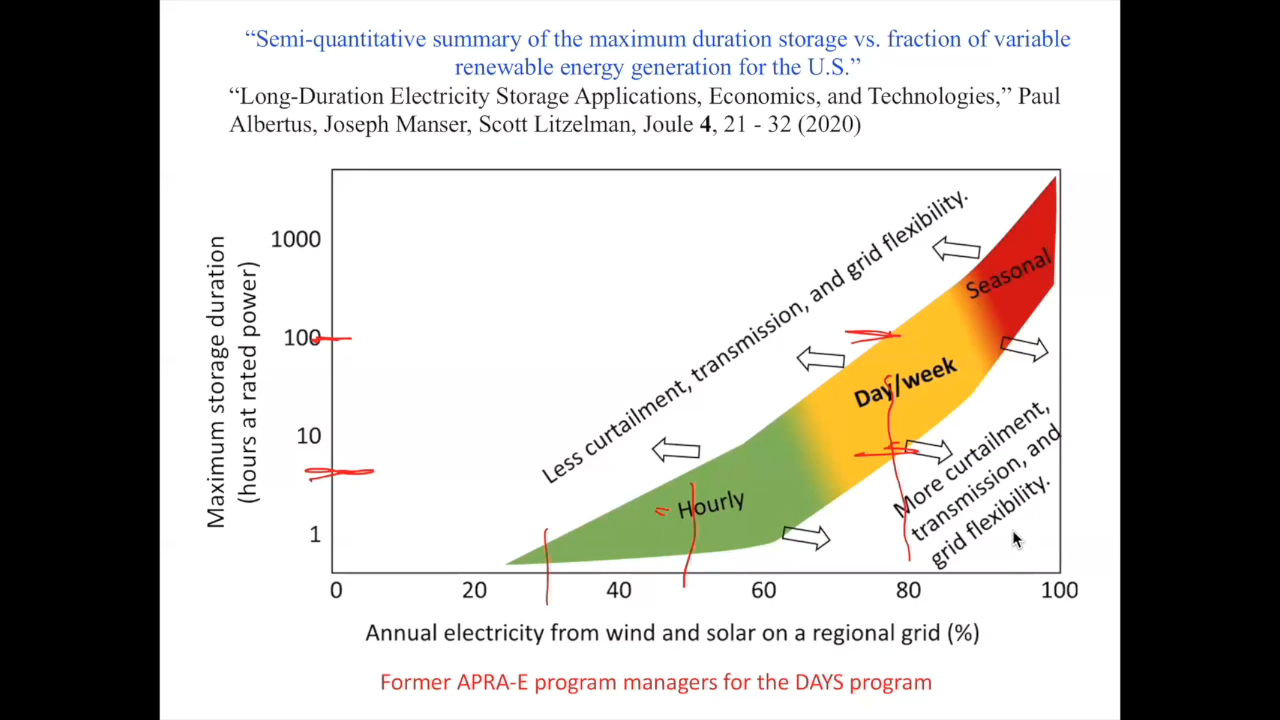 “Semi-quantitative summary of the maximum duration storage vs. fraction of variable
renewable energy generation for the U.S.”
“Long-Duration Electricity Storage Applications, Economics, and Technologies,” Paul
Albertus, Joseph Manser, Scott Litzelman, Joule 4, 21 - 32 (2020)
Maximum storage duration
(hours at rated power)
1000
100
10
1
Less curtailment, transmission, and grid flexibility.
Seasonal
Day/week
Hourly
More curtailment,
transmission, and
grid flexibility.
0 20 40 60 80 100
Annual electricity from wind and solar on a regional grid (%)
Former APRA-E program managers for the DAYS program